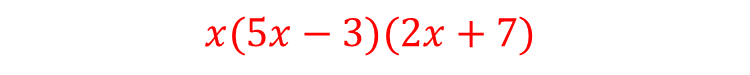 x(5x − 3)(2x + 7)